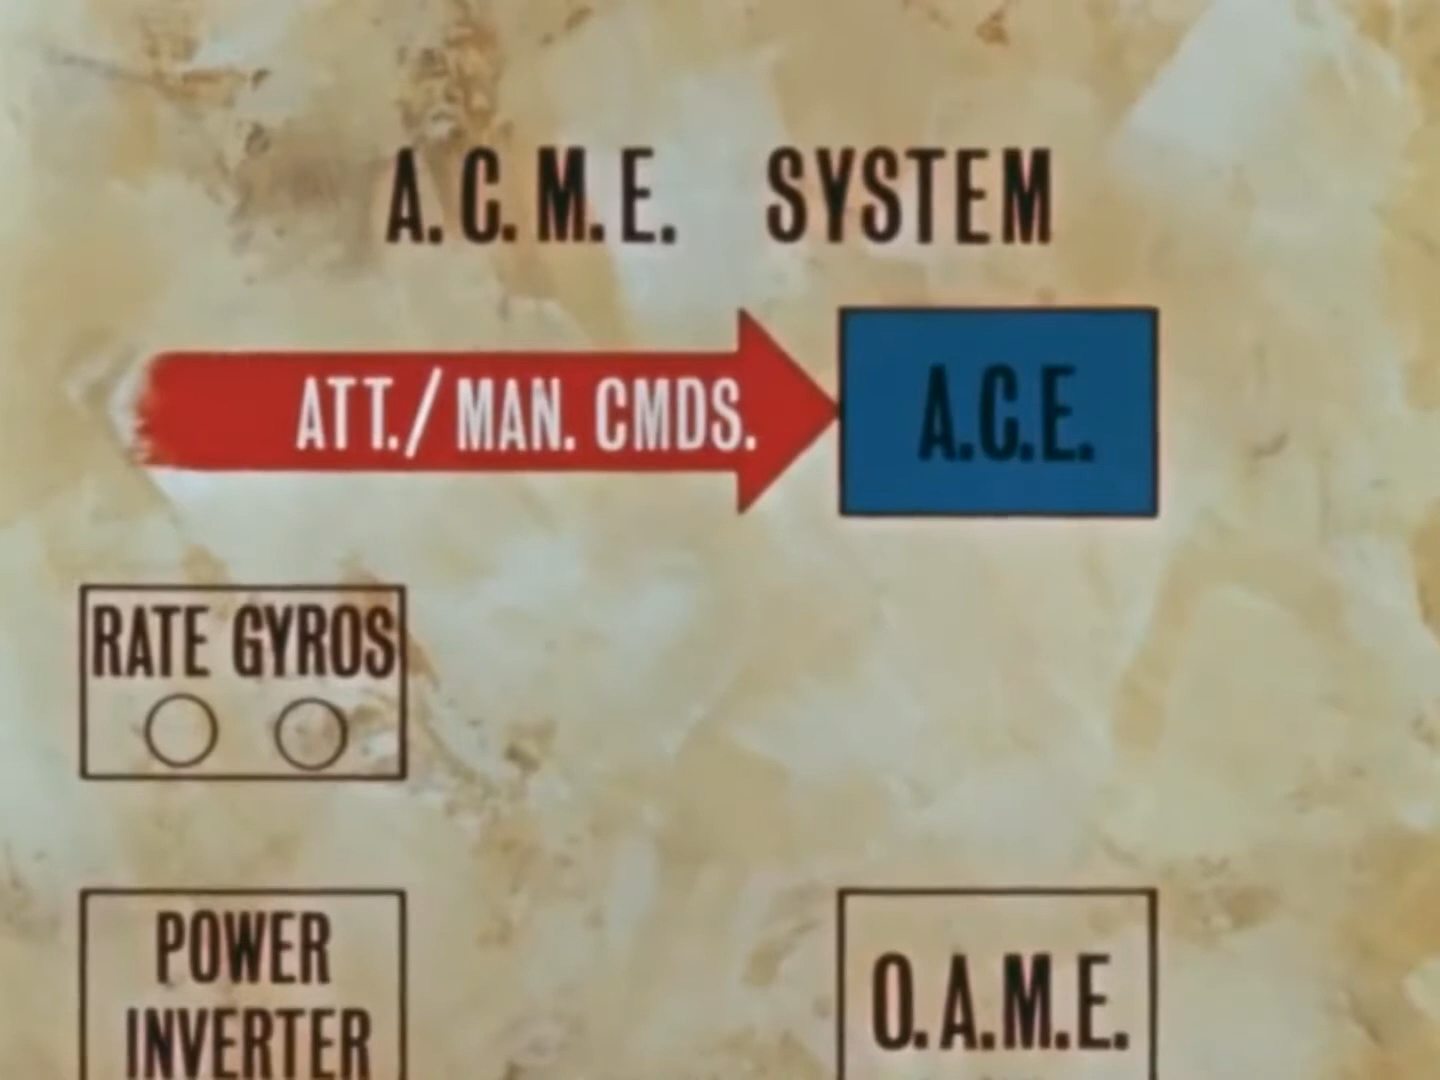 A.C.M.E. SYSTEM
ATT./MAN. CMDS.
A.C.E.
RATE GYROS
POWER
INVERTER
O.A.M.E.